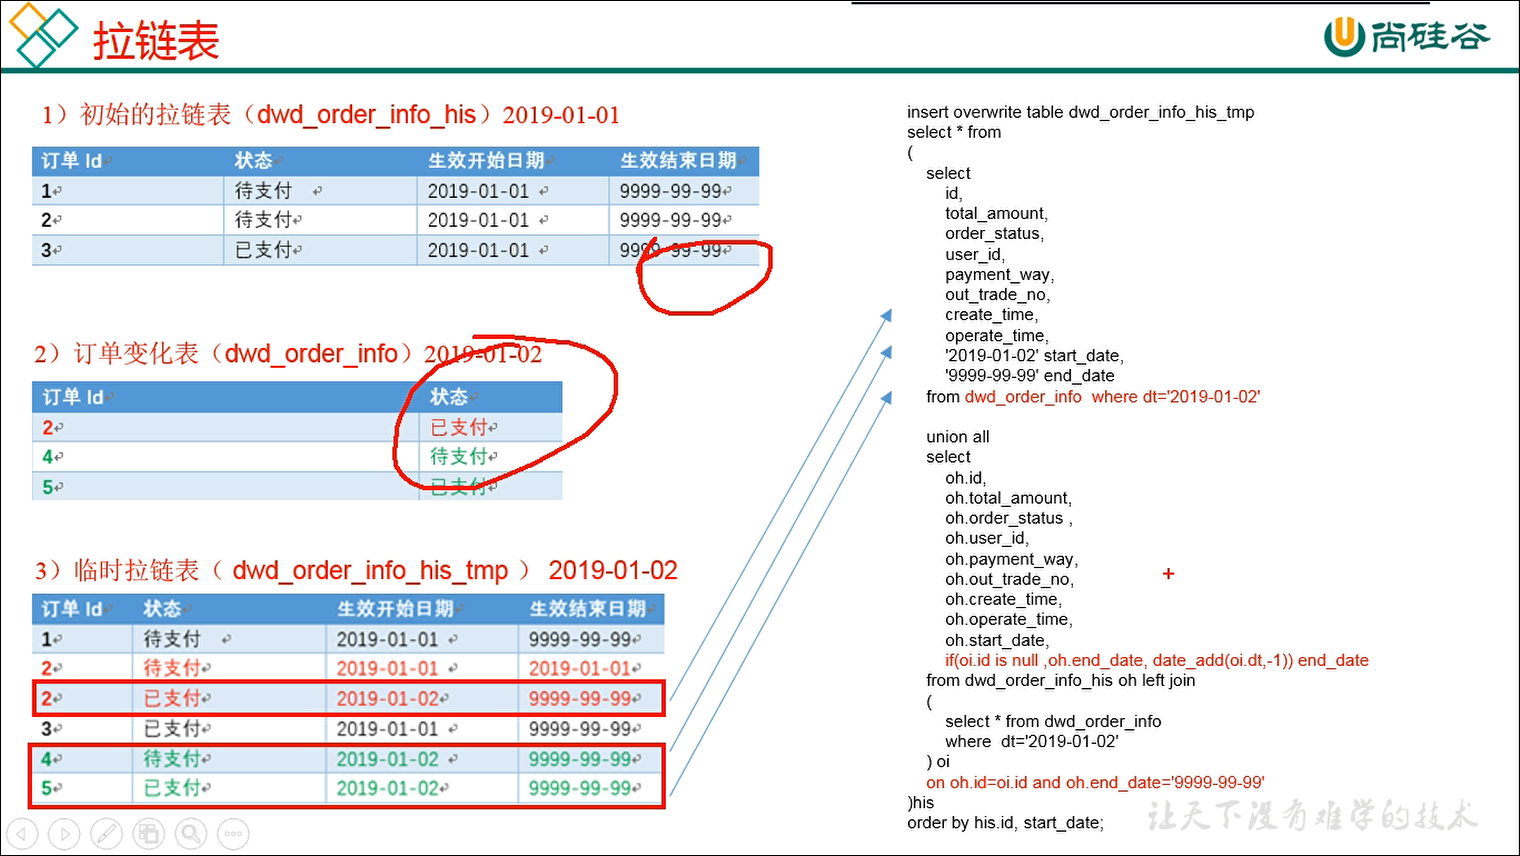 拉链表
尚硅谷
1）初始的拉链表（dwd_order_info_his）2019-01-01
订单 Id 状态 生效开始日期 生效结束日期
1 待支付 2019-01-01 9999-99-99
2 待支付 2019-01-01 9999-99-99
3 已支付 2019-01-01 9999-99-99
2）订单变化表（dwd_order_info）2019-01-02
订单 Id 状态
2 已支付
4 待支付
5 已支付
3）临时拉链表（ dwd_order_info_his_tmp ） 2019-01-02
订单 Id 状态 生效开始日期 生效结束日期
1 待支付 2019-01-01 9999-99-99
2 待支付 2019-01-01 2019-01-01
2 已支付 2019-01-02 9999-99-99
3 已支付 2019-01-01 9999-99-99
4 待支付 2019-01-02 9999-99-99
5 已支付 2019-01-02 9999-99-99
insert overwrite table dwd_order_info_his_tmp
select * from
(
select
id,
total_amount,
order_status,
user_id,
payment_way,
out_trade_no,
create_time,
operate_time,
'2019-01-02' start_date,
'9999-99-99' end_date
from dwd_order_info  where dt='2019-01-02'
union all
select
oh.id,
oh.total_amount,
oh.order_status ,
oh.user_id,
oh.payment_way,
oh.out_trade_no,
oh.create_time,
oh.operate_time,
oh.start_date,
if(oi.id is null ,oh.end_date, date_add(oi.dt,-1)) end_date
from dwd_order_info_his oh left join
(
select * from dwd_order_info
where  dt='2019-01-02'
) oi
on oh.id=oi.id and oh.end_date='9999-99-99'
)his
order by his.id, start_date;
让天下没有难学的技术